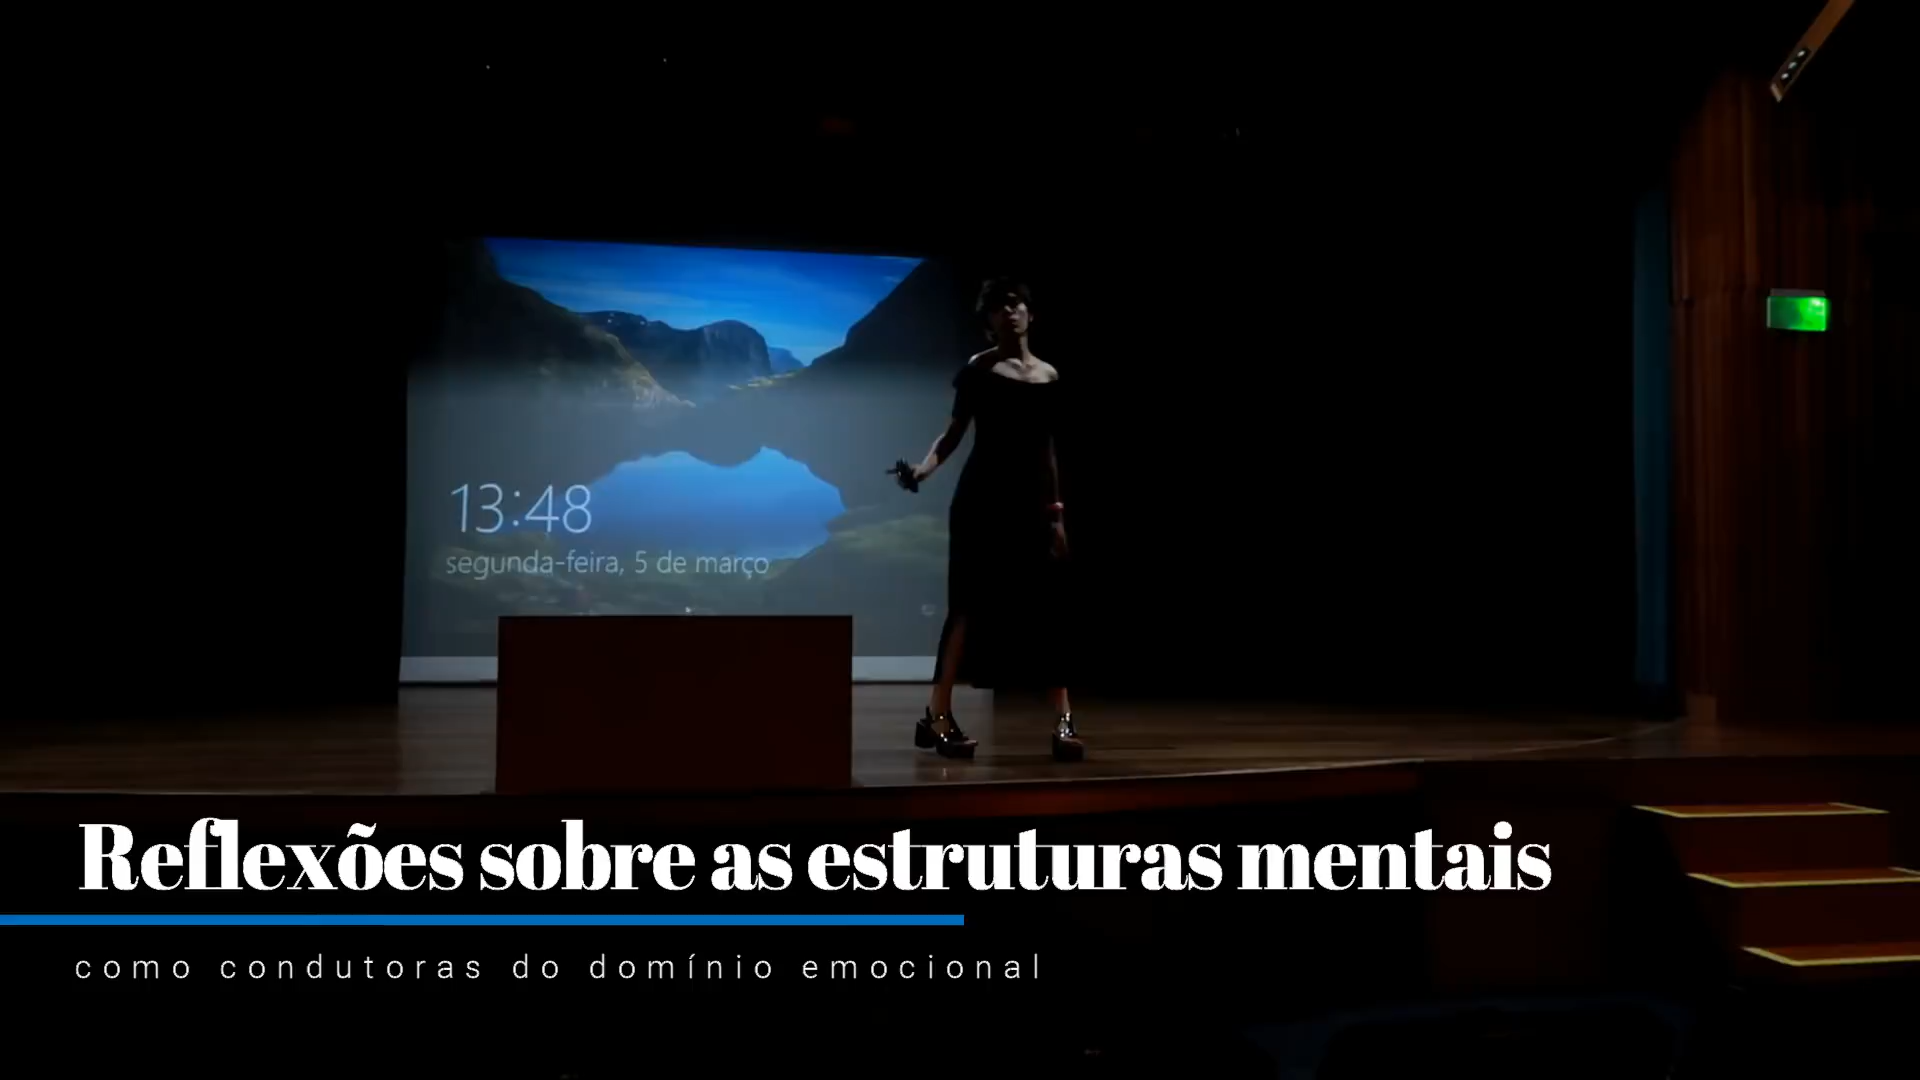 13:48
segunda-feira, 5 de março
Reflexões sobre as estruturas mentais
como condutoras do domínio emocional